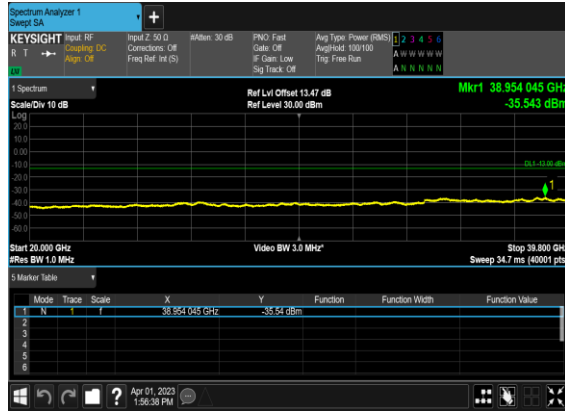 Spectrum Analyzer 1
Swept SA
+
KEYSIGHT Input: RF Input Z: 50 Ω #Atten: 30 dB PNO: Fast Avg Type: Power (RMS) 1 2 3 4 5 6
R T Coupling: DC Corrections: Off Gate: Off Avg|Hold: 100/100 A W W W W W
Align: Off Freq Ref: Int (S) IF Gain: Low Trig: Free Run
Sig Track: Off A N N N N N
1 Spectrum Ref Lvl Offset 13.47 dB Mkr1 38.954 045 GHz
Scale/Div 10 dB Ref Level 30.00 dBm -35.543 dBm
Log
20.0
10.0
0.00
-10.0 DL1 -13.00 dBm
-20.0
-30.0 1
-40.0
-50.0
-60.0
Start 20.000 GHz Video BW 3.0 MHz* Stop 39.800 GHz
#Res BW 1.0 MHz Sweep 34.7 ms (40001 pts)
5 Marker Table
Mode Trace Scale X Y Function Function Width Function Value
1 N 1 f 38.954 045 GHz -35.54 dBm
2
3
4
5
6
? Apr 01, 2023
1:56:38 PM